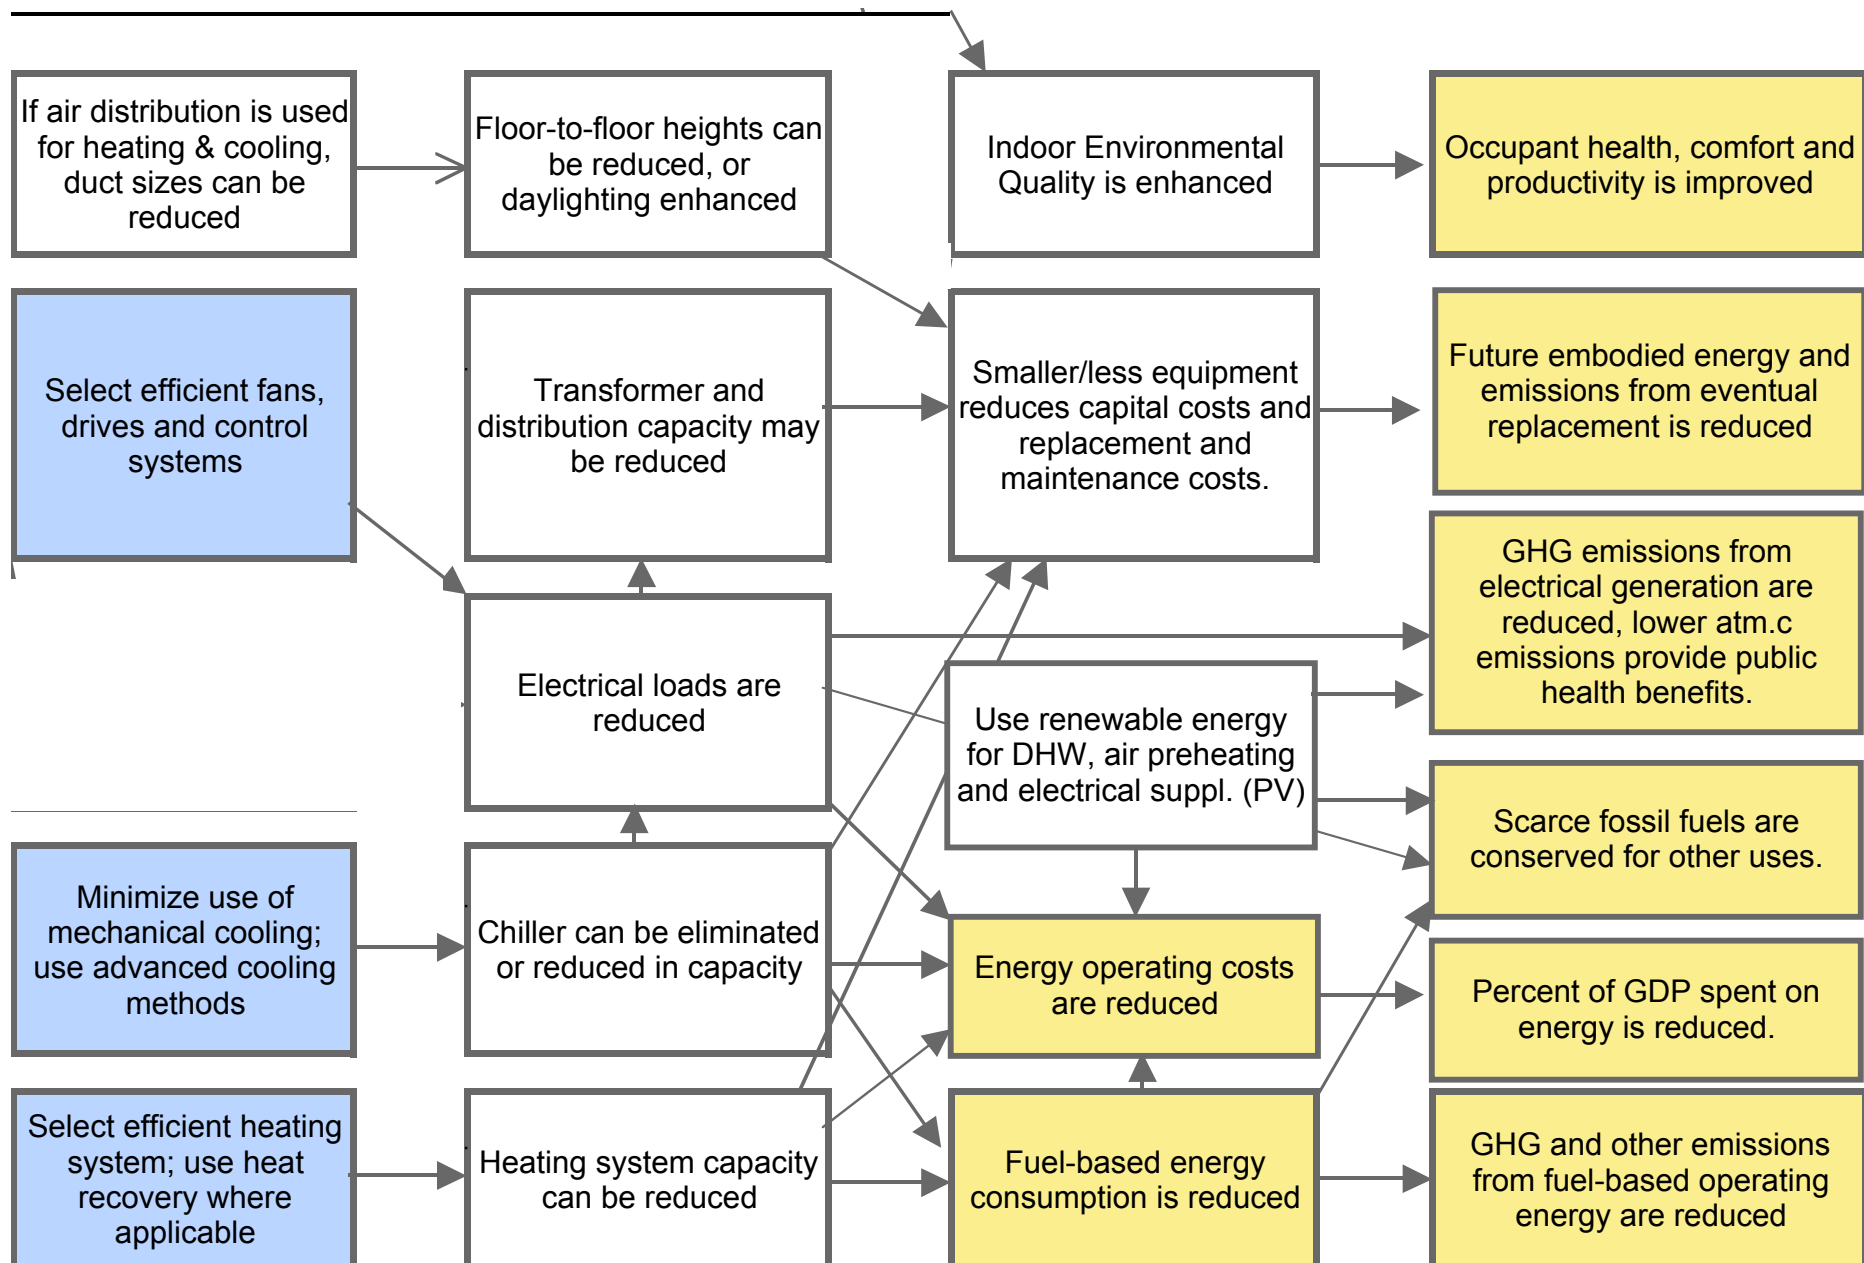 If air distribution is used
for heating & cooling,
duct sizes can be
reduced
Floor-to-floor heights can
be reduced, or
daylighting enhanced
Indoor Environmental
Quality is enhanced
Occupant health, comfort and
productivity is improved
Select efficient fans,
drives and control
systems
Transformer and
distribution capacity may
be reduced
Smaller/less equipment
reduces capital costs and
replacement and
maintenance costs.
Future embodied energy and
emissions from eventual
replacement is reduced
GHG emissions from
electrical generation are
reduced, lower atm.c
emissions provide public
health benefits.
Electrical loads are
reduced
Use renewable energy
for DHW, air preheating
and electrical suppl. (PV)
Scarce fossil fuels are
conserved for other uses.
Minimize use of
mechanical cooling;
use advanced cooling
methods
Chiller can be eliminated
or reduced in capacity
Energy operating costs
are reduced
Percent of GDP spent on
energy is reduced.
Select efficient heating
system; use heat
recovery where
applicable
Heating system capacity
can be reduced
Fuel-based energy
consumption is reduced
GHG and other emissions
from fuel-based operating
energy are reduced